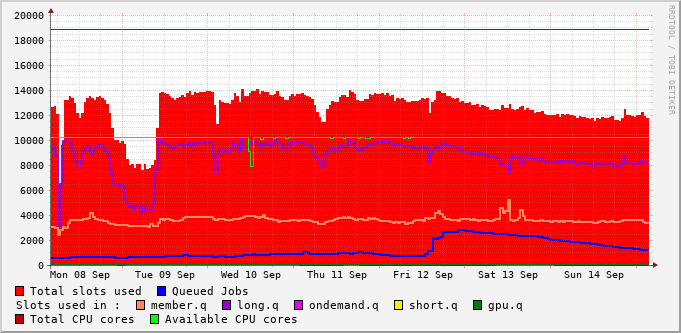 20000
18000
16000
14000
12000
10000
8000
6000
4000
2000
0
Mon 08 Sep Tue 09 Sep Wed 10 Sep Thu 11 Sep Fri 12 Sep Sat 13 Sep Sun 14 Sep
Total slots used Queued Jobs
Slots used in : member.q long.q ondemand.q short.q gpu.q
Total CPU cores Available CPU cores
RRDTOOL / TOBI OETIKER